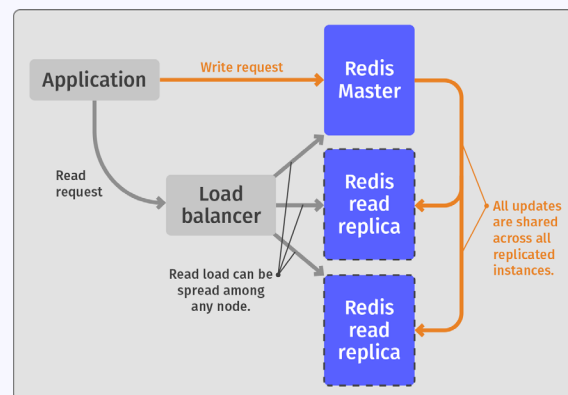 Application
Write request
Redis
Master
Read
request
Load
balancer
Redis
read
replica
All updates
are shared
across all
replicated
instances.
Read load can be
spread among
any node.
Redis
read
replica